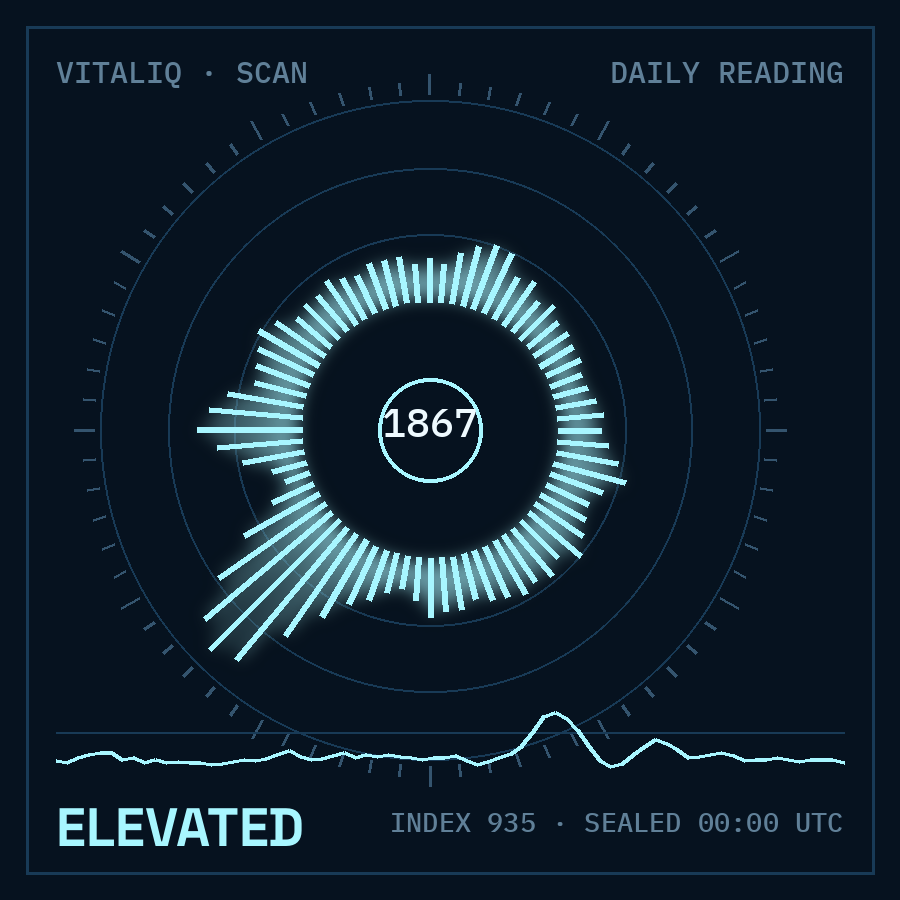 VITALIQ · SCAN
DAILY READING
1867
ELEVATED
INDEX 935 · SEALED 00:00 UTC